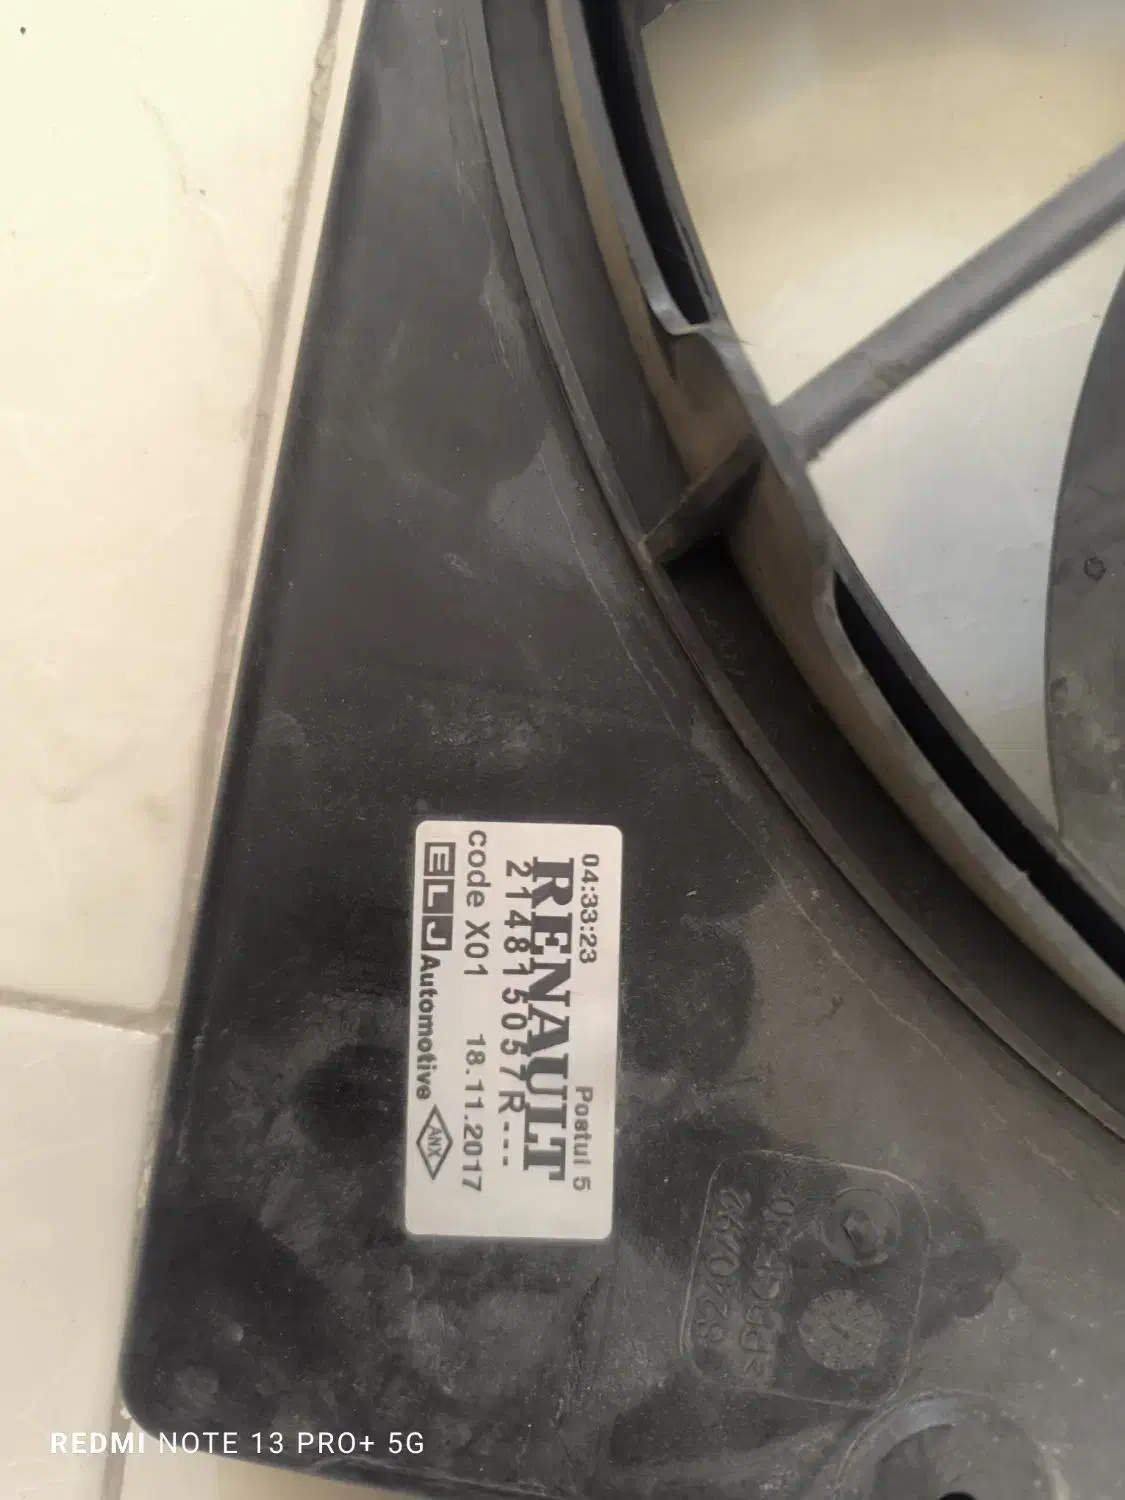 04:33:23 Postul 5
RENAULT
214815057R---
code X01 18.11.2017
ELJ Automotive ANX
REDMI NOTE 13 PRO+ 5G